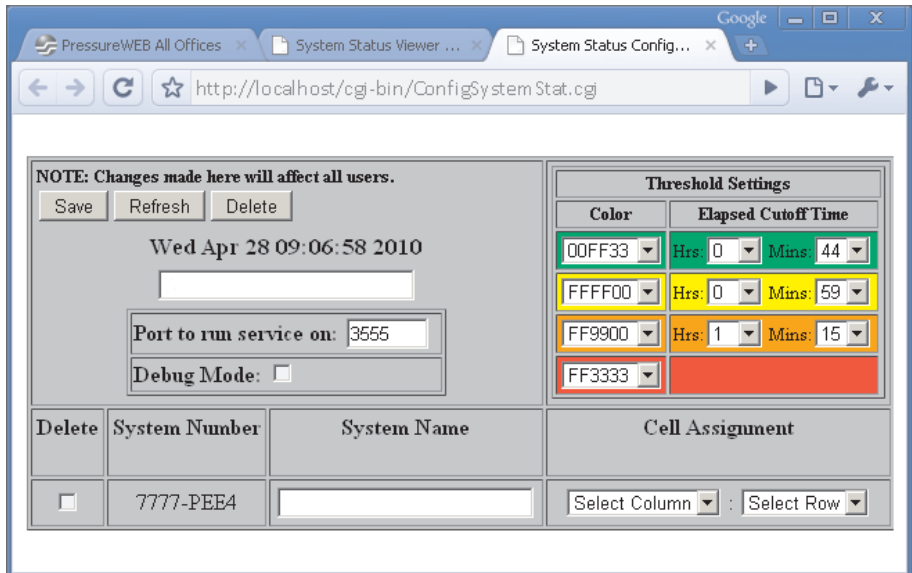 Google
PressureWEB All Offices
System Status Viewer ...
System Status Config...
http://localhost/cgi-bin/ConfigSystemStat.cgi
NOTE: Changes made here will affect all users.
Save Refresh Delete
Wed Apr 28 09:06:58 2010
Port to run service on: 3555
Debug Mode:
Threshold Settings
Color Elapsed Cutoff Time
00FF33 Hrs: 0 Mins: 44
FFFF00 Hrs: 0 Mins: 59
FF9900 Hrs: 1 Mins: 15
FF3333
Delete System Number System Name Cell Assignment
7777-PEE4 Select Column : Select Row